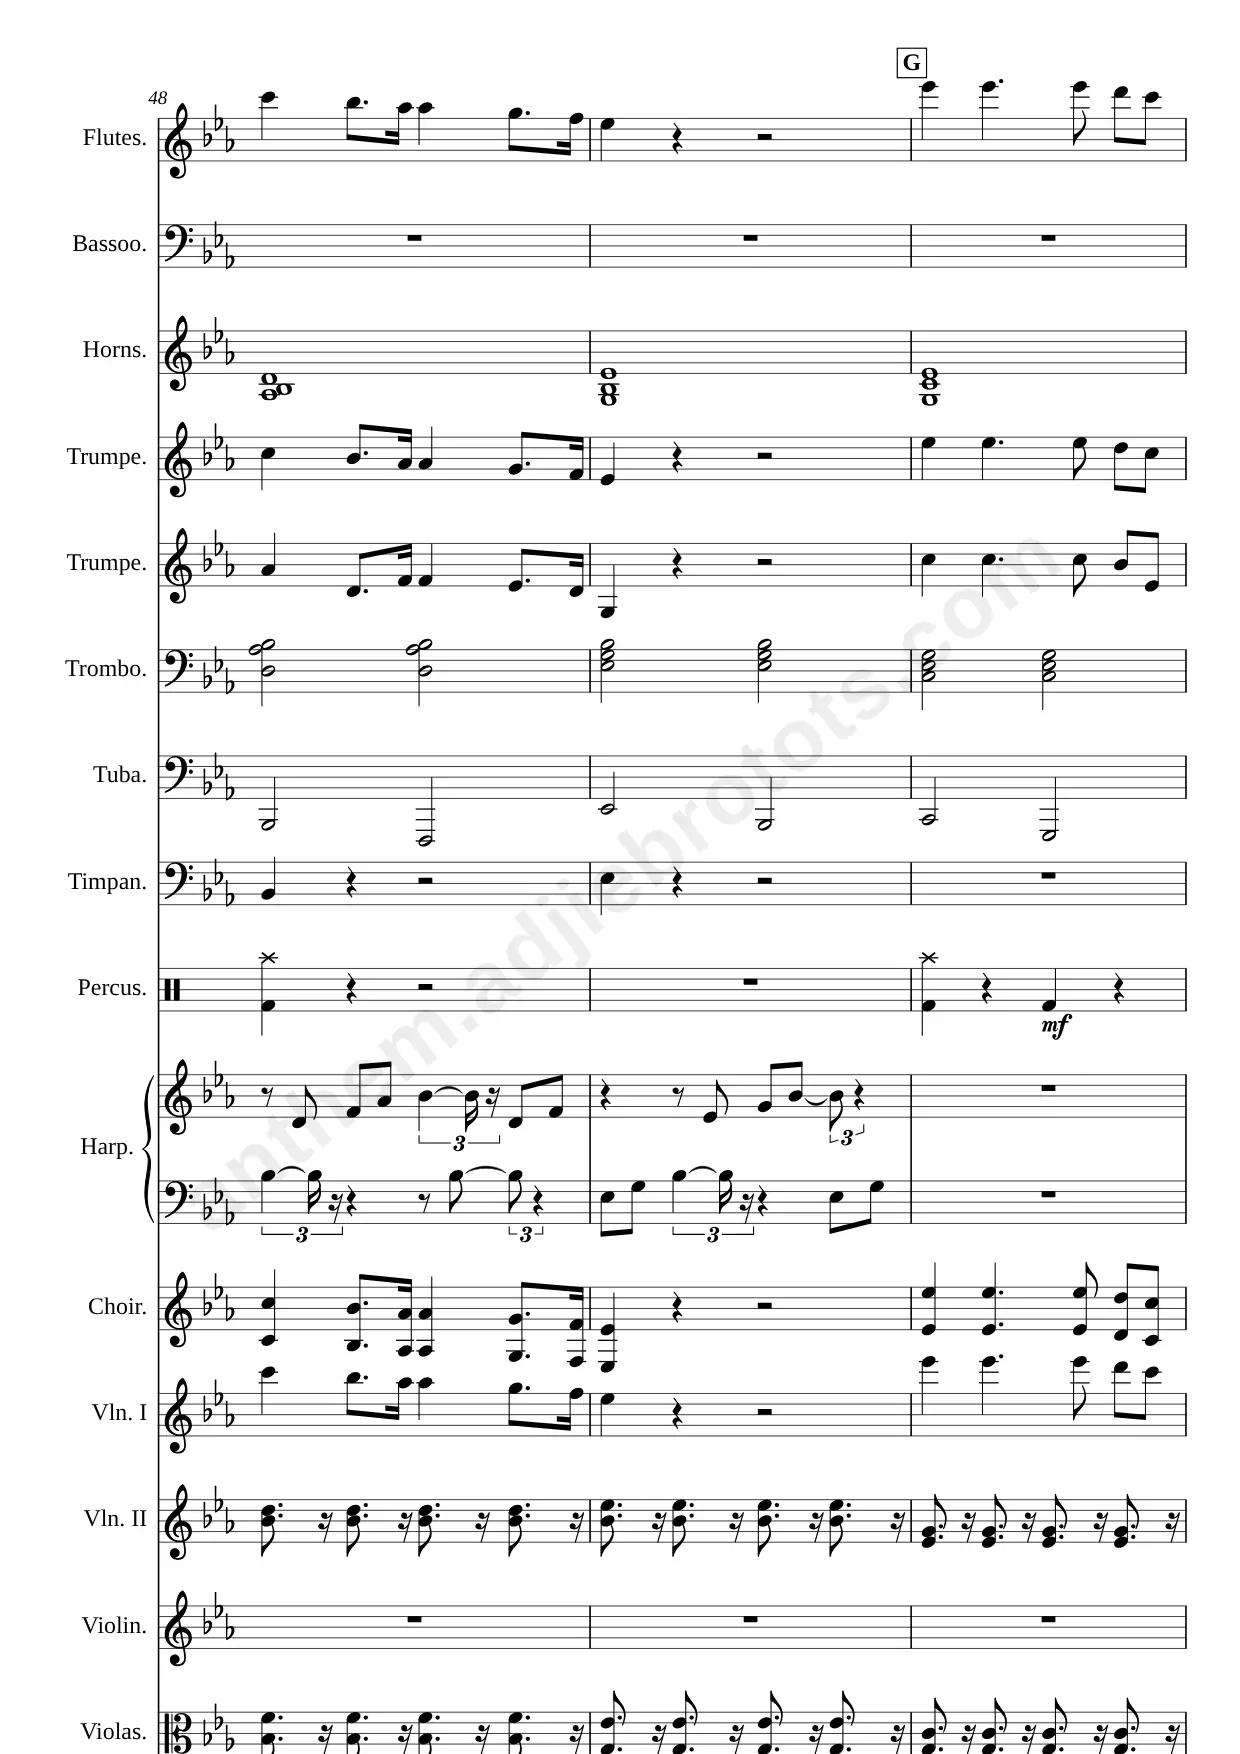 G
48
Flutes.
Bassoo.
Horns.
Trumpe.
Trumpe.
Trombo.
Tuba.
Timpan.
Percus.
mf
3
3
Harp.
3
3
3
Choir.
Vln. I
Vln. II
Violin.
Violas.
anthem.adjiebrotots.com